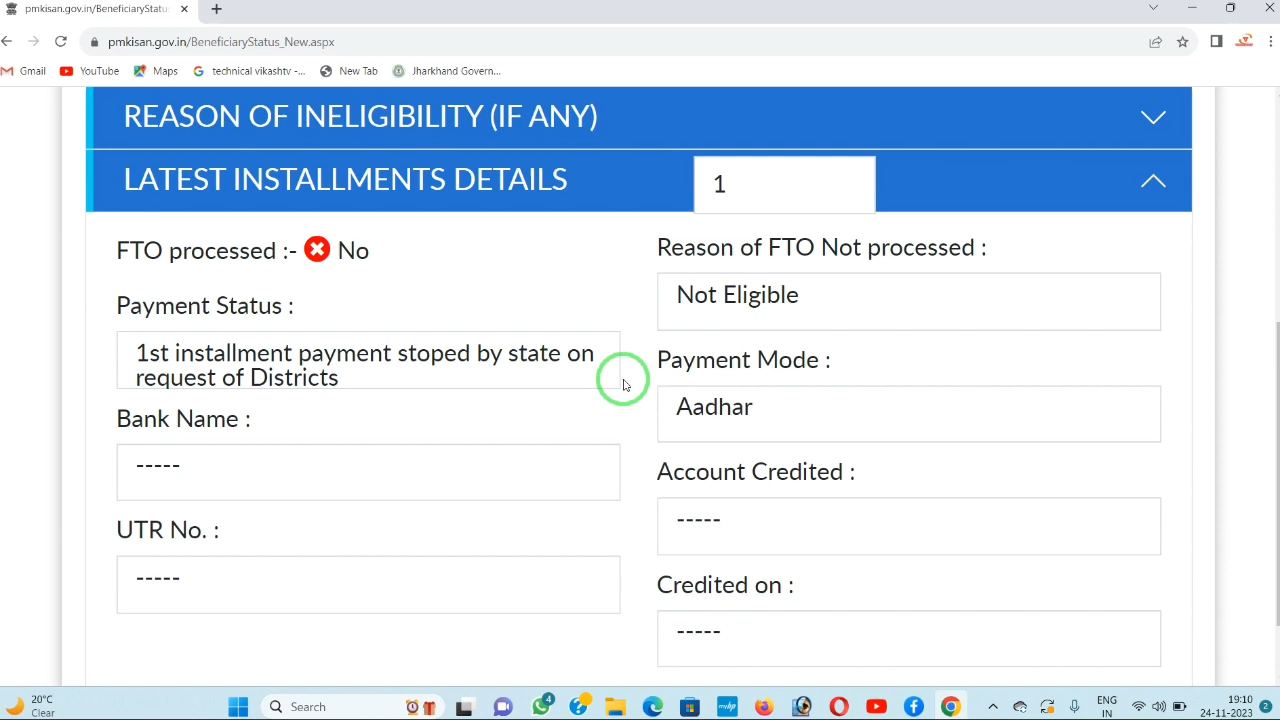 pmkisan.gov.in/BeneficiaryStatu
pmkisan.gov.in/BeneficiaryStatus_New.aspx
Gmail YouTube Maps technical vikashtv -... New Tab Jharkhand Govern...
REASON OF INELIGIBILITY (IF ANY)
LATEST INSTALLMENTS DETAILS 1
FTO processed :- No
Reason of FTO Not processed :
Not Eligible
Payment Status :
1st installment payment stoped by state on
request of Districts
Payment Mode :
Aadhar
Bank Name :
-----
Account Credited :
-----
UTR No. :
-----
Credited on :
-----
20°C
Clear
Search
4
ENG
IN
19:10
24-11-2023
2